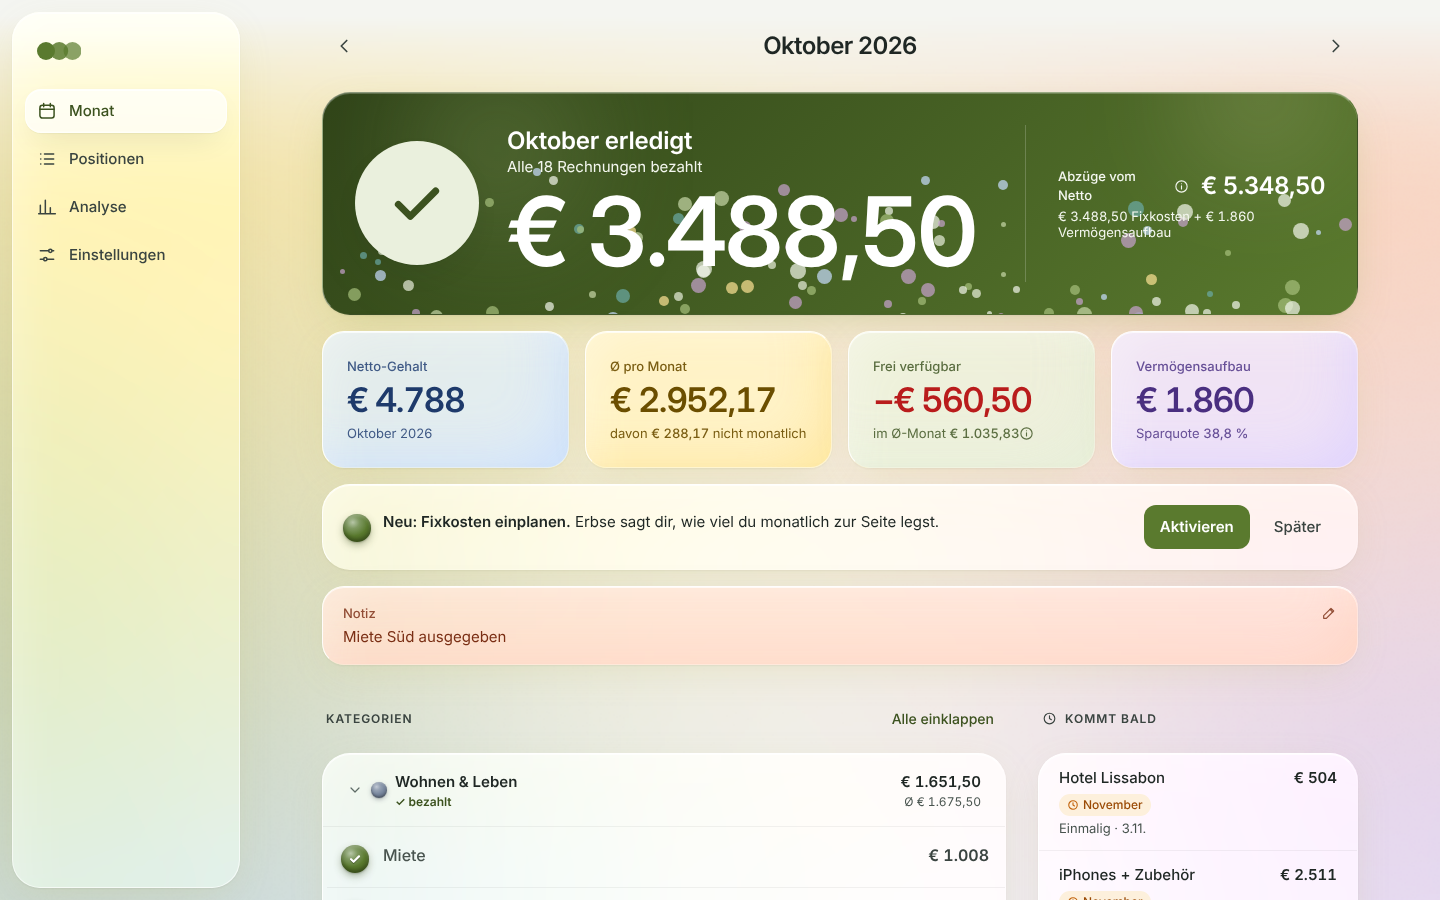 Oktober 2026
Monat
Positionen
Analyse
Einstellungen
Oktober erledigt
Alle 18 Rechnungen bezahlt
€ 3.488,50
Abzüge vom
Netto
€ 5.348,50
€ 3.488,50 Fixkosten + € 1.860
Vermögensaufbau
Netto-Gehalt
€ 4.788
Oktober 2026
Ø pro Monat
€ 2.952,17
davon € 288,17 nicht monatlich
Frei verfügbar
−€ 560,50
im Ø-Monat € 1.035,83
Vermögensaufbau
€ 1.860
Sparquote 38,8 %
Neu: Fixkosten einplanen. Erbse sagt dir, wie viel du monatlich zur Seite legst.
Aktivieren
Später
Notiz
Miete Süd ausgegeben
KATEGORIEN
Alle einklappen
Wohnen & Leben
€ 1.651,50
✓ bezahlt
Ø € 1.675,50
Miete
€ 1.008
KOMMT BALD
Hotel Lissabon
€ 504
November
Einmalig · 3.11.
iPhones + Zubehör
€ 2.511
November